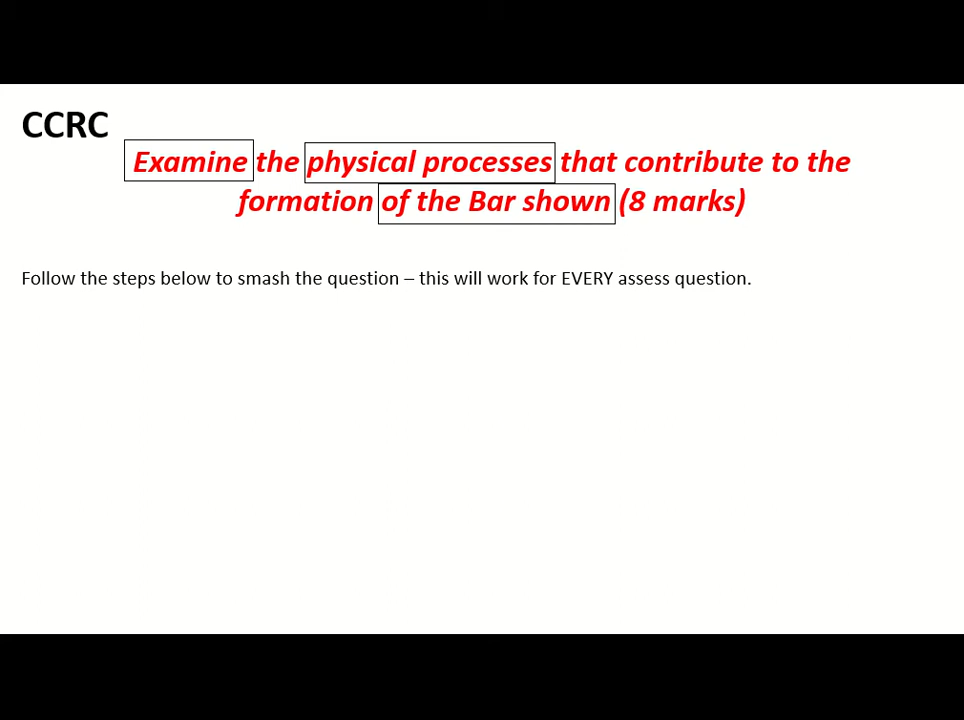 CCRC
Examine the physical processes that contribute to the
formation of the Bar shown (8 marks)
Follow the steps below to smash the question – this will work for EVERY assess question.